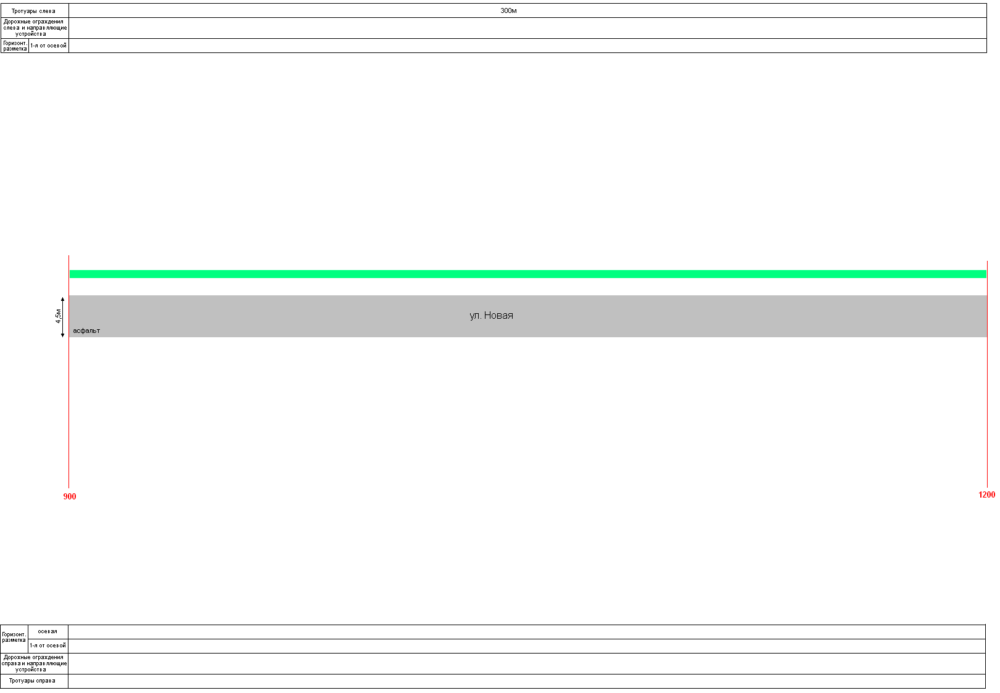 Тротуары слева
300м
Дорожные ограждения
слева и направляющие
устройства
Горизонт.
разметка
1-я от осевой
4,5м
ул. Новая
асфальт
900
1200
Горизонт.
разметка
осевая
1-я от осевой
Дорожные ограждения
справа и направляющие
устройства
Тротуары справа